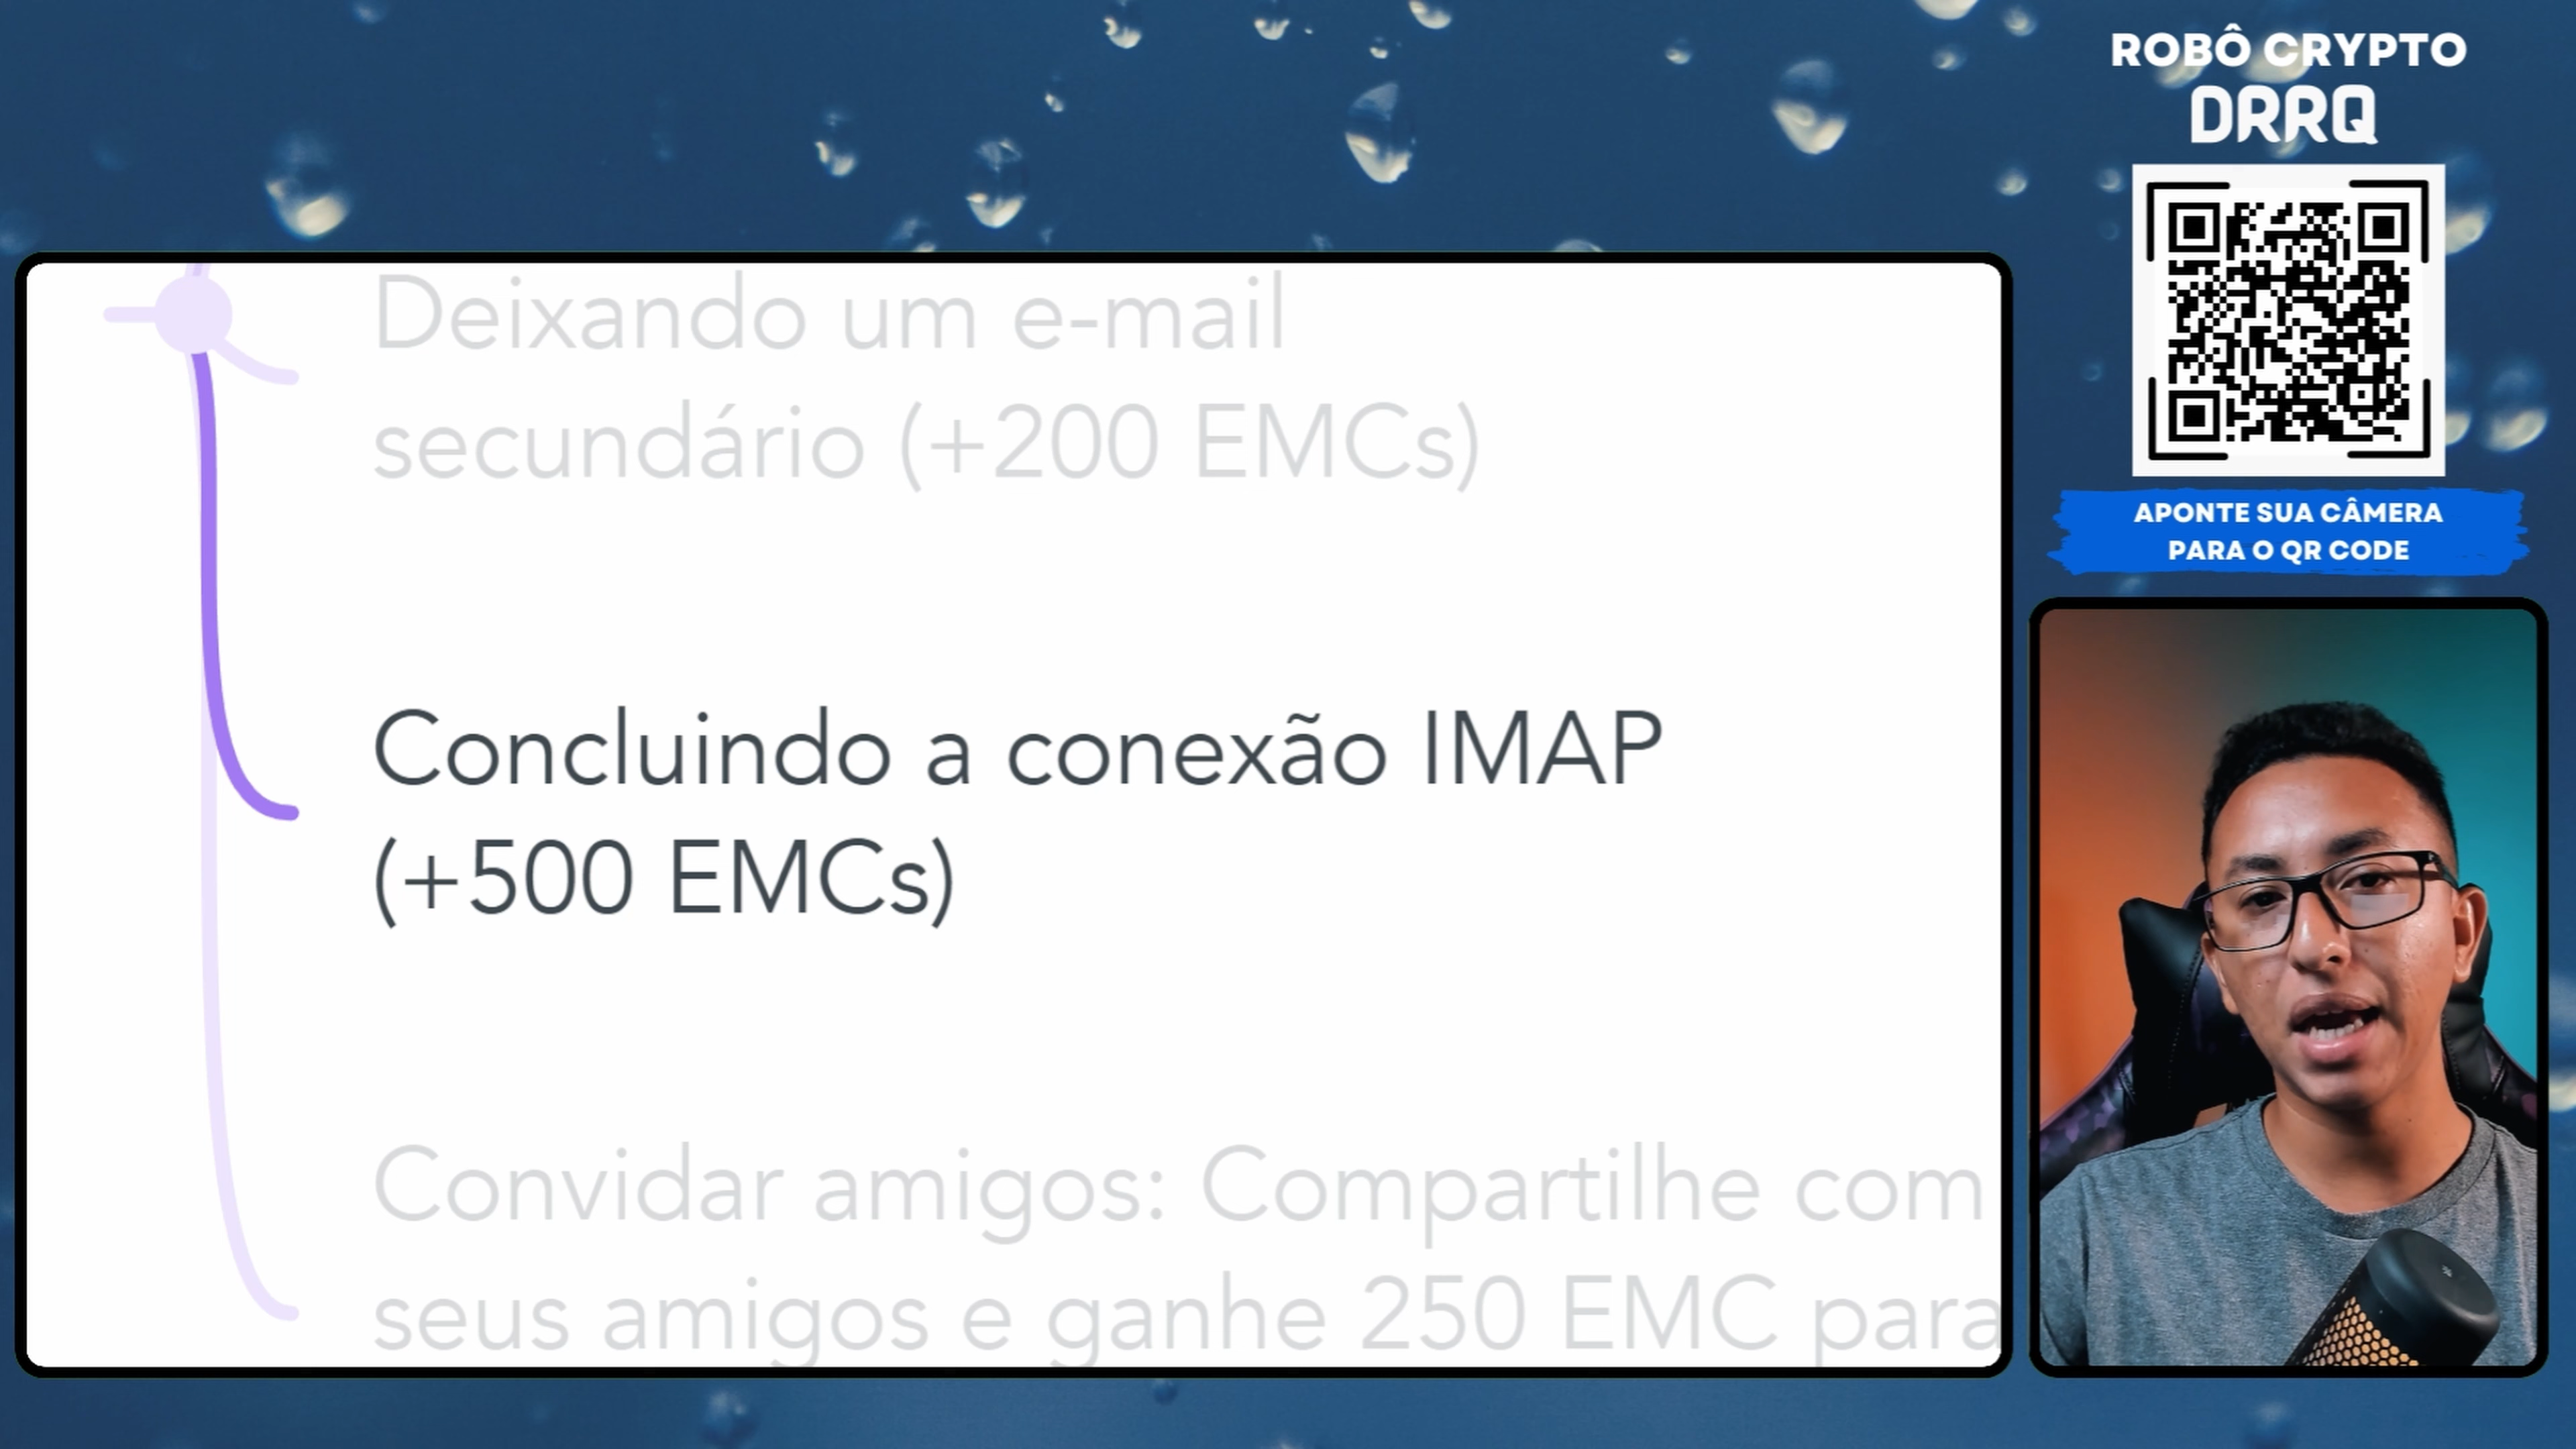 ROBÔ CRYPTO
DRRQ
APONTE SUA CÂMERA
PARA O QR CODE
Deixando um e-mail
secundário (+200 EMCs)
Concluindo a conexão IMAP
(+500 EMCs)
Convidar amigos: Compartilhe com
seus amigos e ganhe 250 EMC para